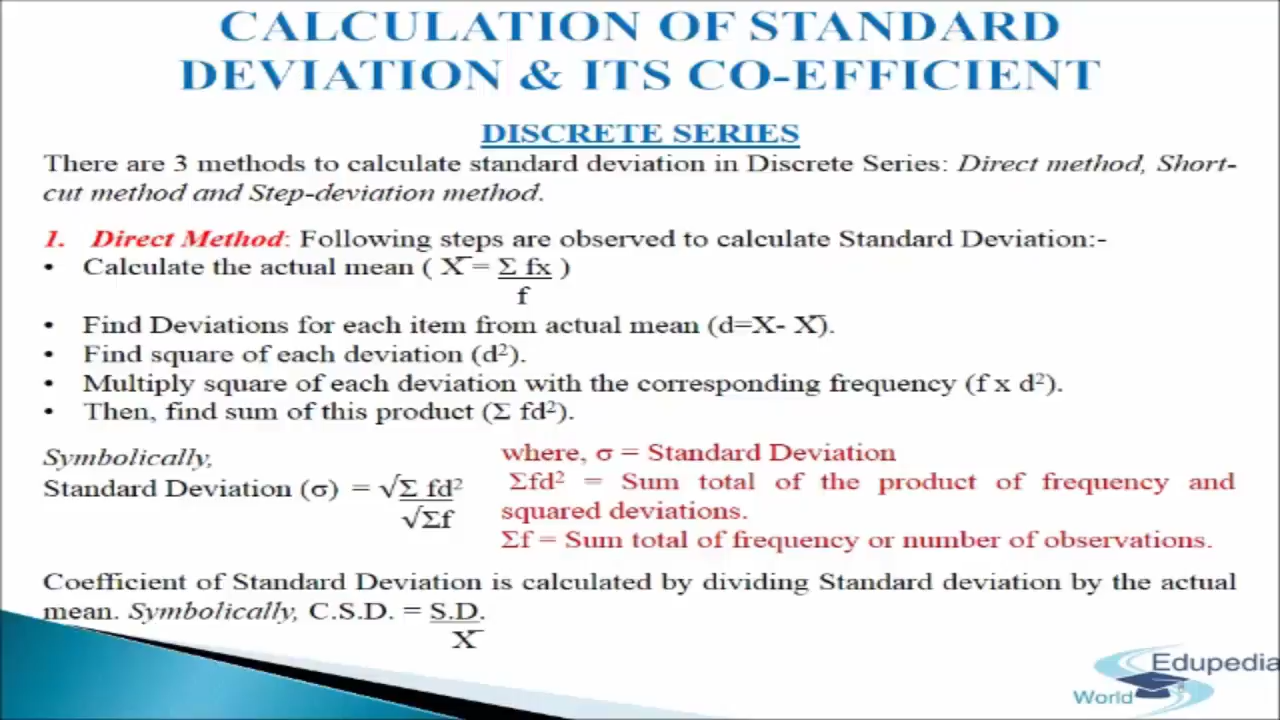 CALCULATION OF STANDARD
DEVIATION & ITS CO-EFFICIENT
DISCRETE SERIES
There are 3 methods to calculate standard deviation in Discrete Series: Direct method, Short-
cut method and Step-deviation method.
1. Direct Method: Following steps are observed to calculate Standard Deviation:-
• Calculate the actual mean ( X̅ = Σ fx )
f
• Find Deviations for each item from actual mean (d=X- X̅).
• Find square of each deviation (d²).
• Multiply square of each deviation with the corresponding frequency (f x d²).
• Then, find sum of this product (Σ fd²).
Symbolically,
Standard Deviation (σ) = √Σ fd²
√Σf
where, σ = Standard Deviation
Σfd² = Sum total of the product of frequency and
squared deviations.
Σf = Sum total of frequency or number of observations.
Coefficient of Standard Deviation is calculated by dividing Standard deviation by the actual
mean. Symbolically, C.S.D. = S.D.
X̅
Edupedia
World